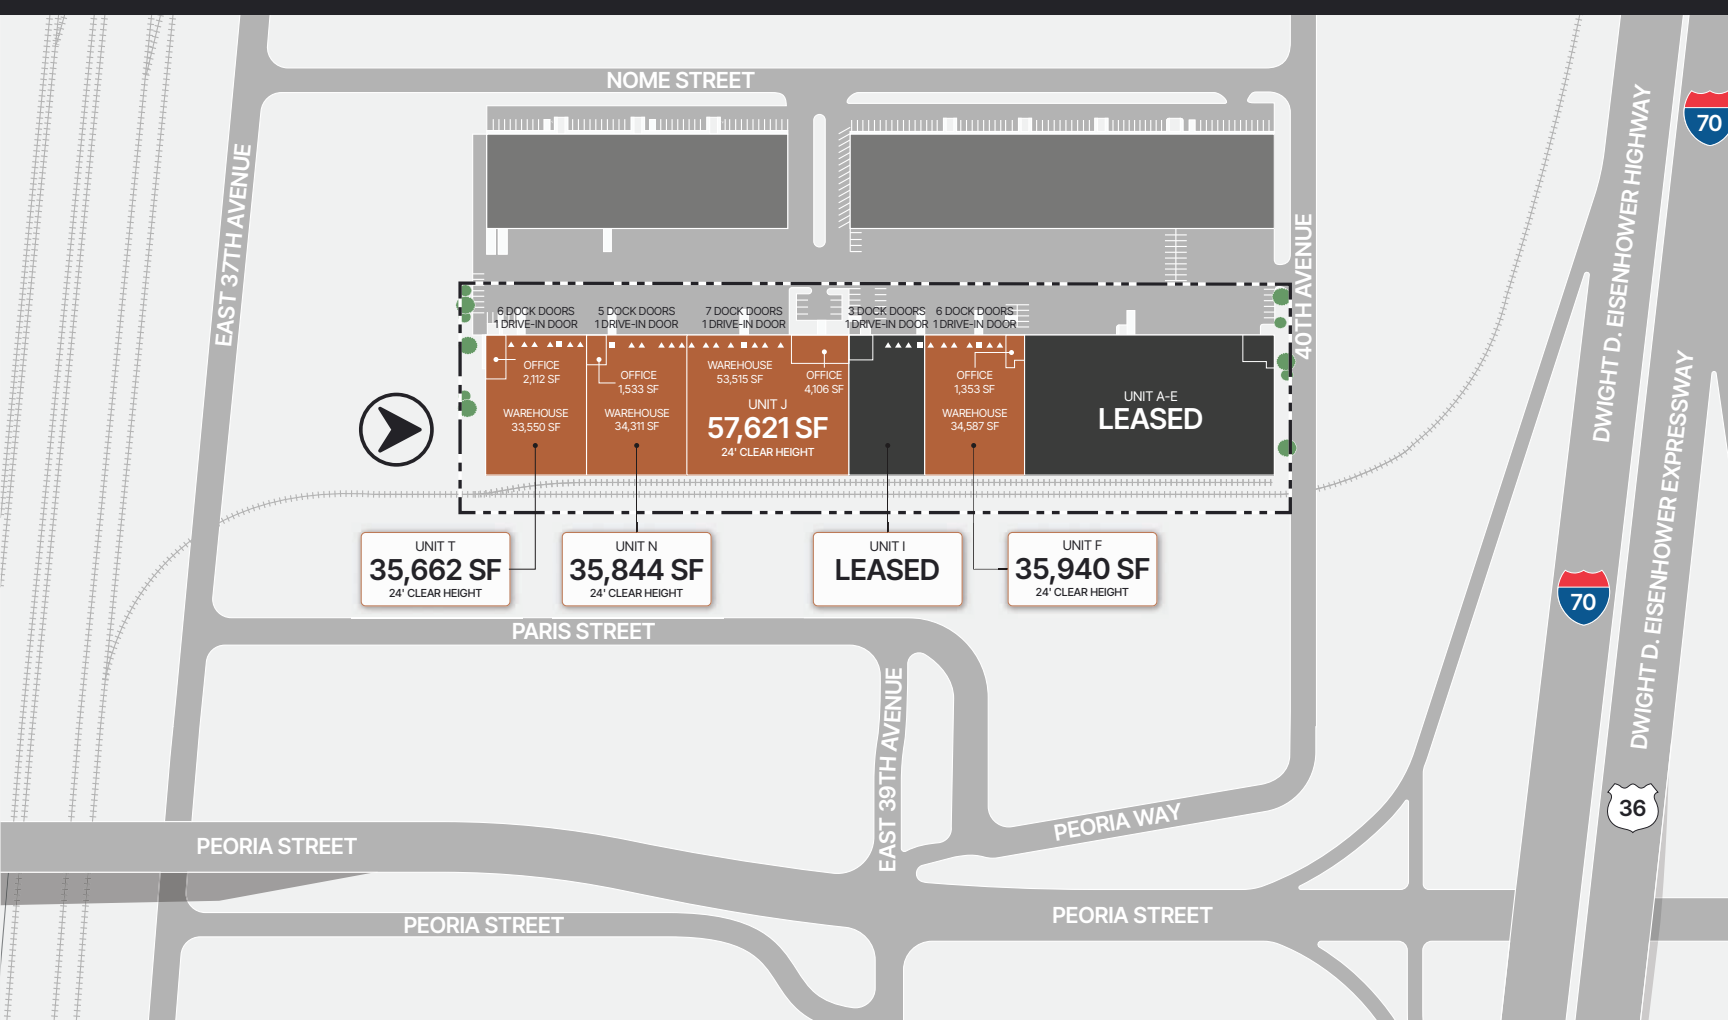 NOME STREET
EAST 37TH AVENUE
40TH AVENUE
DWIGHT D. EISENHOWER HIGHWAY
70
6 DOCK DOORS
1 DRIVE-IN DOOR
5 DOCK DOORS
1 DRIVE-IN DOOR
7 DOCK DOORS
1 DRIVE-IN DOOR
3 DOCK DOORS
1 DRIVE-IN DOOR
6 DOCK DOORS
1 DRIVE-IN DOOR
OFFICE
2,112 SF
WAREHOUSE
33,550 SF
OFFICE
1,533 SF
WAREHOUSE
34,311 SF
WAREHOUSE
53,515 SF
OFFICE
4,106 SF
UNIT J
57,621 SF
24' CLEAR HEIGHT
OFFICE
1,353 SF
WAREHOUSE
34,587 SF
UNIT A-E
LEASED
UNIT T
35,662 SF
24' CLEAR HEIGHT
UNIT N
35,844 SF
24' CLEAR HEIGHT
UNIT I
LEASED
UNIT F
35,940 SF
24' CLEAR HEIGHT
DWIGHT D. EISENHOWER EXPRESSWAY
70
PARIS STREET
EAST 39TH AVENUE
PEORIA WAY
36
PEORIA STREET
PEORIA STREET
PEORIA STREET